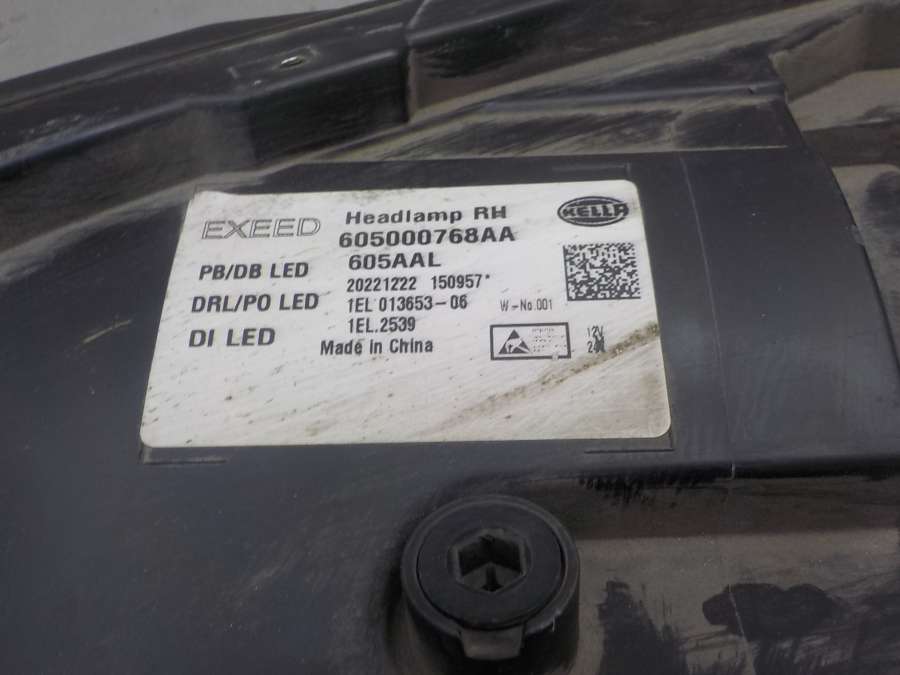 EXEED Headlamp RH HELLA
605000768AA
PB/DB LED 605AAL
20221222 150957*
DRL/PO LED 1EL 013653-06 W-No.001
DI LED 1EL.2539 12V
Made in China